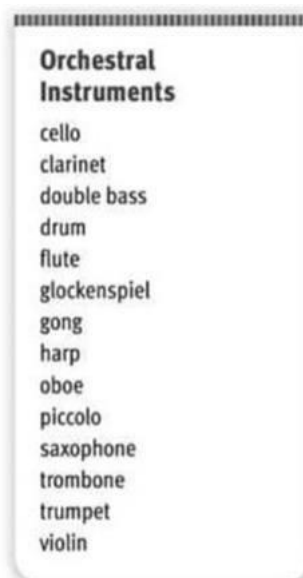 Orchestral
Instruments
cello
clarinet
double bass
drum
flute
glockenspiel
gong
harp
oboe
piccolo
saxophone
trombone
trumpet
violin